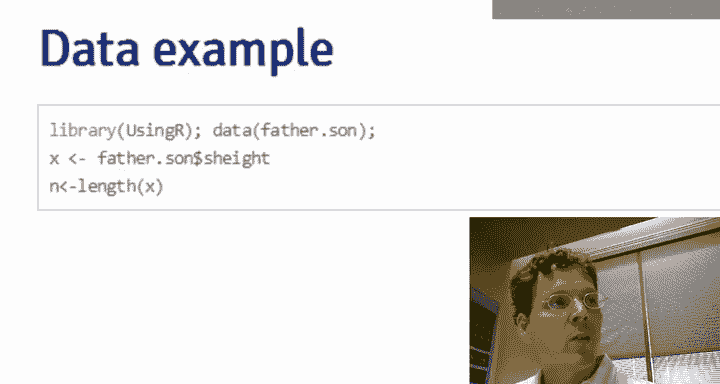 Data example
library(UsingR); data(father.son);
x <- father.son$sheight
n<-length(x)